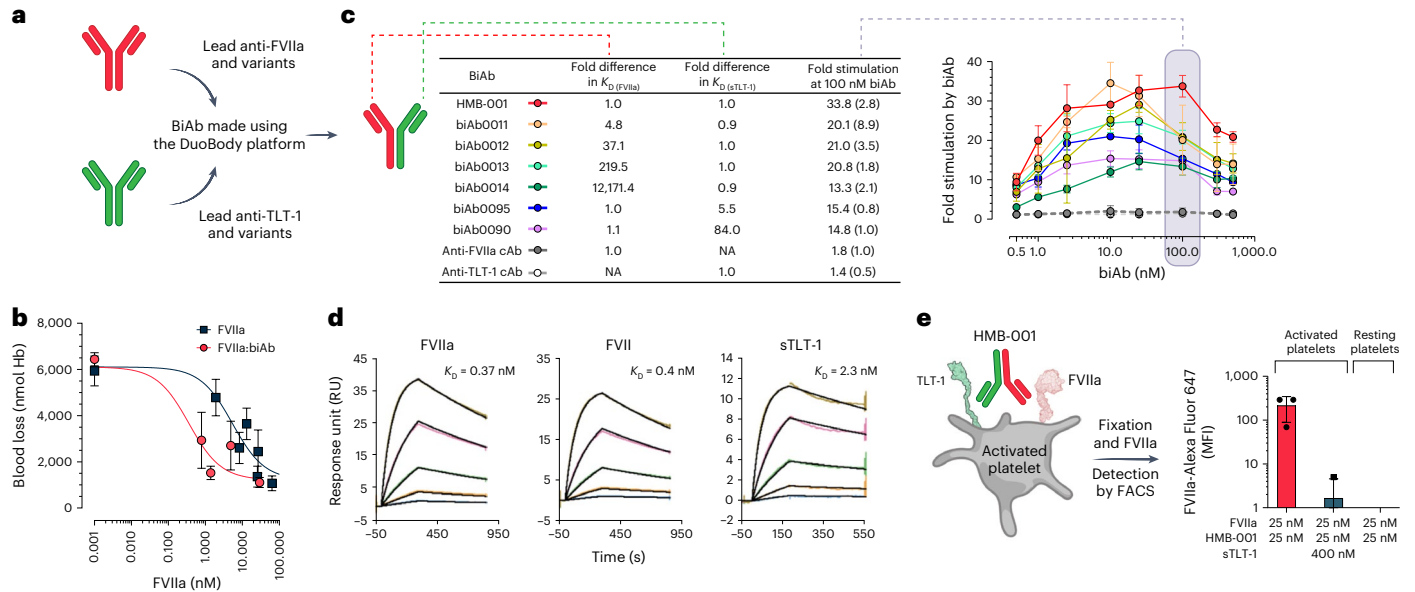 a
Lead anti-FVIIa
and variants
BiAb made using
the DuoBody platform
Lead anti-TLT-1
and variants
c
BiAb
Fold difference
in K D (FVIIa)
Fold difference
in K D (sTLT-1)
Fold stimulation
at 100 nM biAb
HMB-001 1.0 1.0 33.8 (2.8)
biAb0011 4.8 0.9 20.1 (8.9)
biAb0012 37.1 1.0 21.0 (3.5)
biAb0013 219.5 1.0 20.8 (1.8)
biAb0014 12,171.4 0.9 13.3 (2.1)
biAb0095 1.0 5.5 15.4 (0.8)
biAb0090 1.1 84.0 14.8 (1.0)
Anti-FVIIa cAb 1.0 NA 1.8 (1.0)
Anti-TLT-1 cAb NA 1.0 1.4 (0.5)
Fold stimulation by biAb
40
30
20
10
0
0.5 1.0 10.0 100.0 1,000.0
biAb (nM)
b
Blood loss (nmol Hb)
8,000
6,000
4,000
2,000
0
FVIIa
FVIIa:biAb
0.001 0.010 0.100 1.000 10.000 100.000
FVIIa (nM)
d
Response unit (RU)
FVIIa
K D = 0.37 nM
45
35
25
15
5
−5
−50 450 950
FVII
K D = 0.4 nM
35
25
15
5
−5
−50 450 950
sTLT-1
K D = 2.3 nM
14
12
10
8
6
4
2
0
−2
−50 150 350 550
Time (s)
e
HMB-001
TLT-1
FVIIa
Activated
platelet
Fixation
and FVIIa
Detection
by FACS
Activated
platelets
Resting
platelets
FVIIa-Alexa Fluor 647
(MFI)
1,000
100
10
1
FVIIa 25 nM 25 nM 25 nM
HMB-001 25 nM 25 nM 25 nM
sTLT-1 400 nM